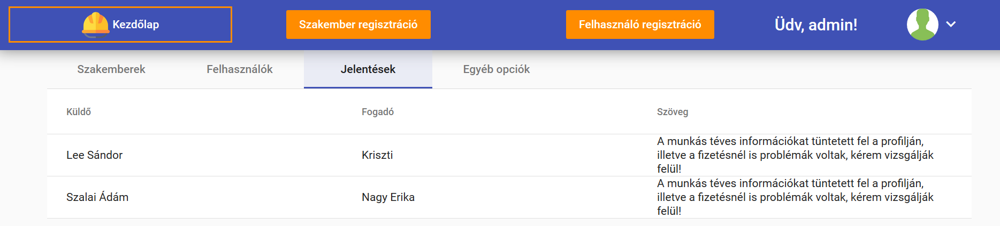 Kezdőlap
Szakember regisztráció
Felhasználó regisztráció
Üdv, admin!
Szakemberek
Felhasználók
Jelentések
Egyéb opciók
Küldő
Fogadó
Szöveg
Lee Sándor
Kriszti
A munkás téves információkat tüntetett fel a profilján,
illetve a fizetésnél is problémák voltak, kérem vizsgálják
felül!
Szalai Ádám
Nagy Erika
A munkás téves információkat tüntetett fel a profilján,
illetve a fizetésnél is problémák voltak, kérem vizsgálják
felül!